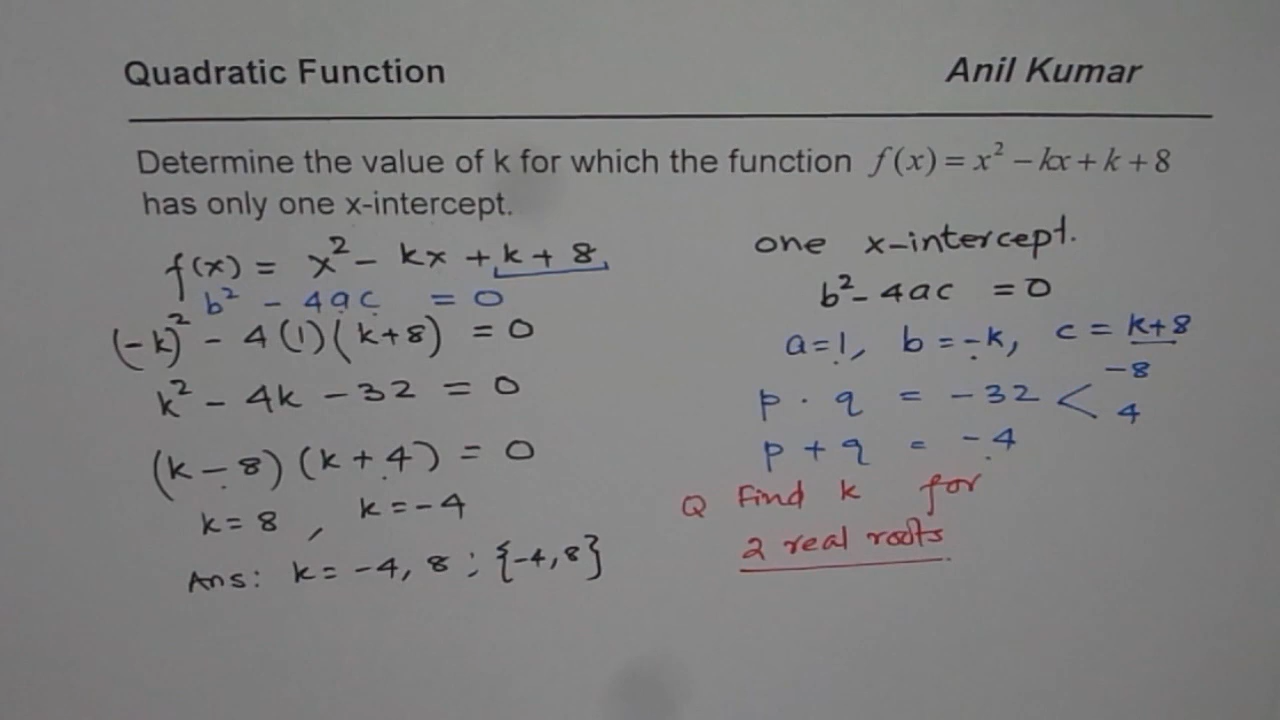 Quadratic Function Anil Kumar
Determine the value of k for which the function f(x) = x² − kx + k + 8
has only one x-intercept.
f(x) = x² − kx + k + 8
b² − 4ac = 0
(−k)² − 4(1)(k+8) = 0
k² − 4k − 32 = 0
(k − 8)(k + 4) = 0
k = 8 , k = −4
Ans: k = −4, 8 ; {−4, 8}
one x-intercept.
b² − 4ac = 0
a=1, b = −k, c = k+8
p · q = −32 < −8
4
p + q = −4
Q Find k for
2 real roots